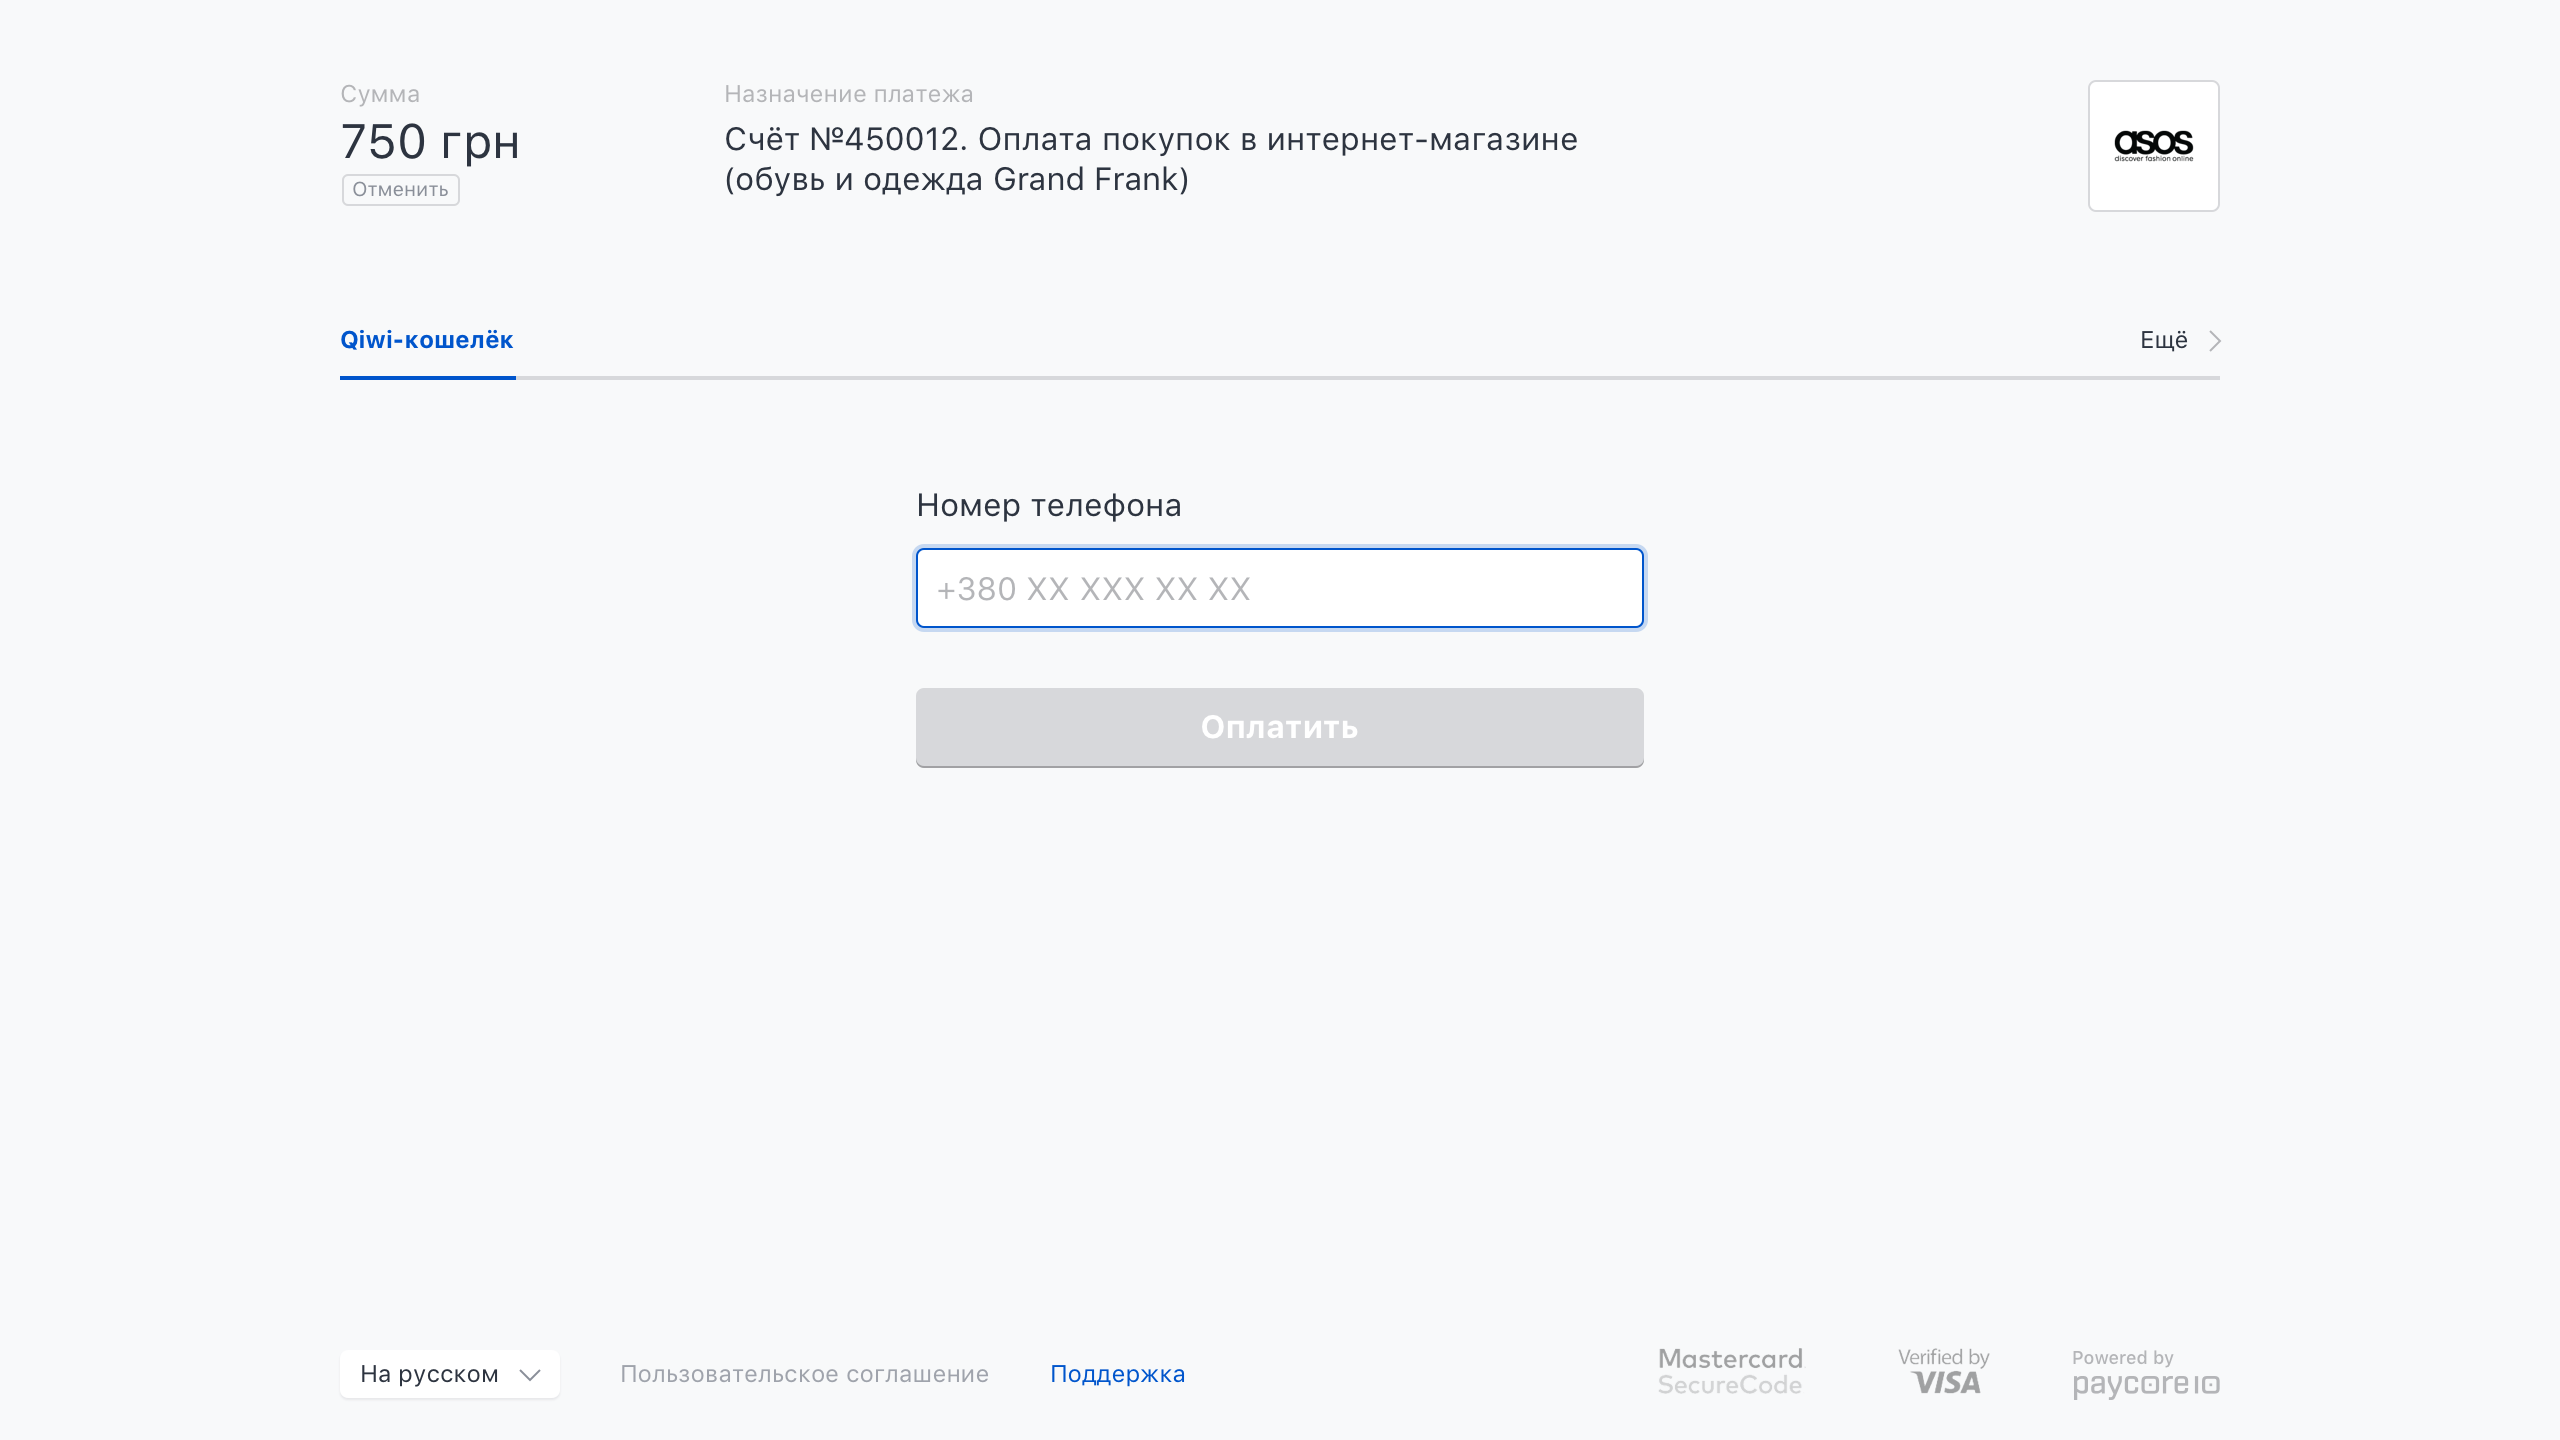 Сумма
750 грн
Отменить
Назначение платежа
Счёт №450012. Оплата покупок в интернет-магазине
(обувь и одежда Grand Frank)
asos
discover fashion online
Qiwi-кошелёк
Ещё
Номер телефона
+380 XX XXX XX XX
Оплатить
На русском
Пользовательское соглашение
Поддержка
Mastercard
SecureCode
Verified by
VISA
Powered by
paycore IO